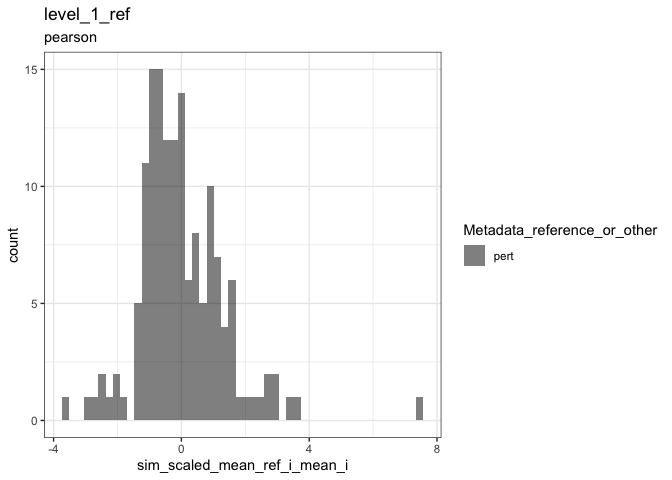 level_1_ref
pearson
15
10
5
0
count
-4
0
4
8
sim_scaled_mean_ref_i_mean_i
Metadata_reference_or_other
pert